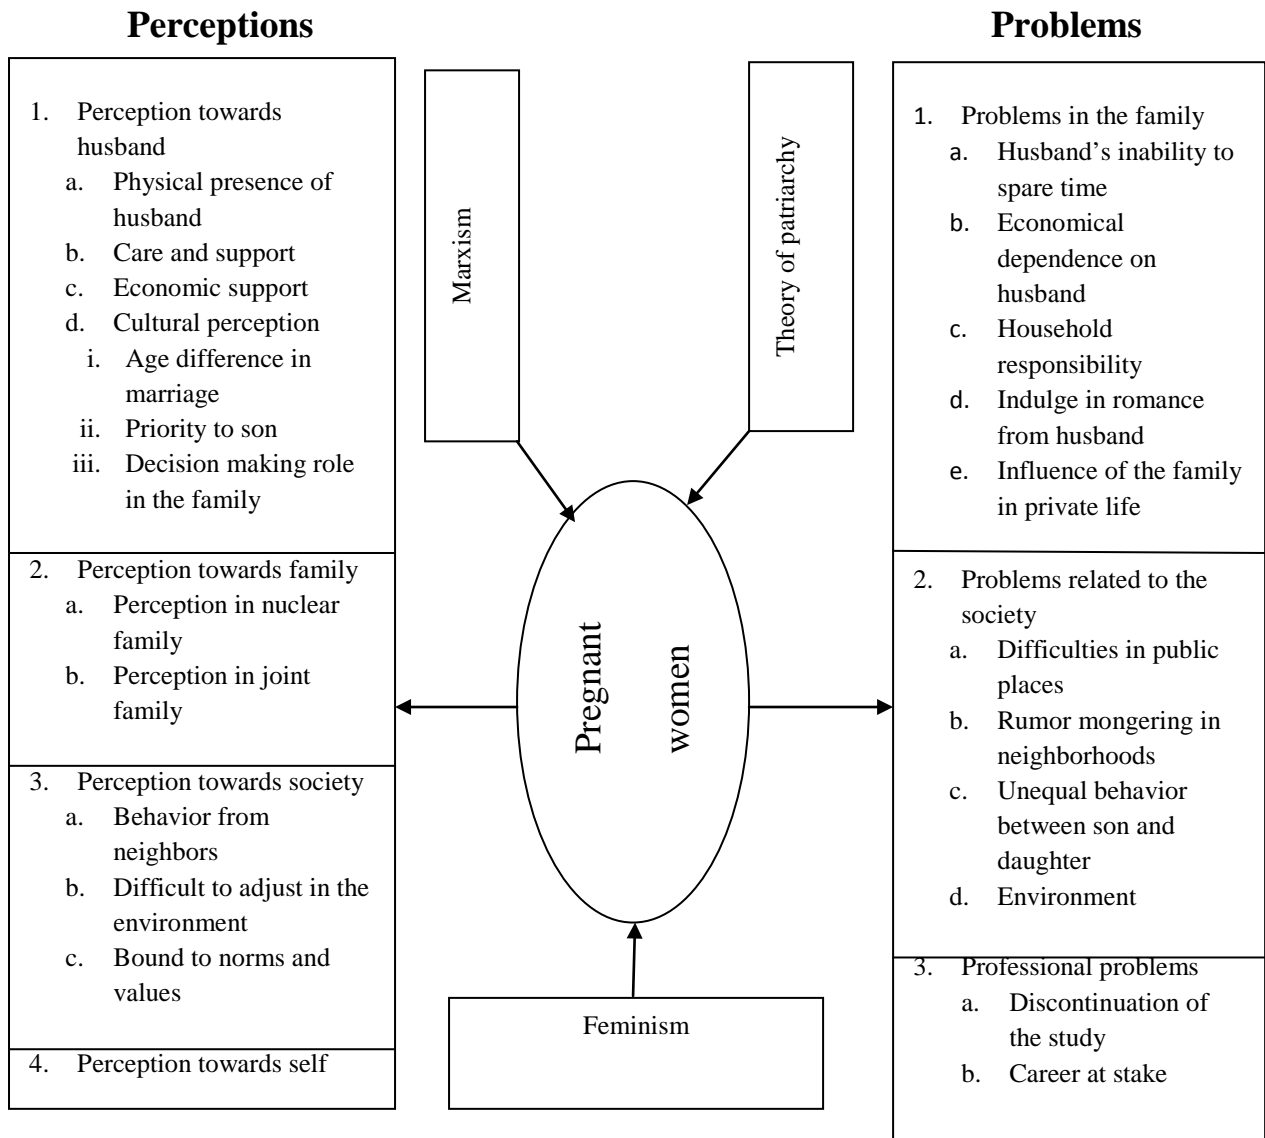 Perceptions
1. Perception towards
husband
a. Physical presence of
husband
b. Care and support
c. Economic support
d. Cultural perception
i. Age difference in
marriage
ii. Priority to son
iii. Decision making role
in the family
2. Perception towards family
a. Perception in nuclear
family
b. Perception in joint
family
3. Perception towards society
a. Behavior from
neighbors
b. Difficult to adjust in the
environment
c. Bound to norms and
values
4. Perception towards self
Marxism
Theory of patriarchy
Pregnant
women
Feminism
Problems
1. Problems in the family
a. Husband’s inability to
spare time
b. Economical
dependence on
husband
c. Household
responsibility
d. Indulge in romance
from husband
e. Influence of the family
in private life
2. Problems related to the
society
a. Difficulties in public
places
b. Rumor mongering in
neighborhoods
c. Unequal behavior
between son and
daughter
d. Environment
3. Professional problems
a. Discontinuation of
the study
b. Career at stake